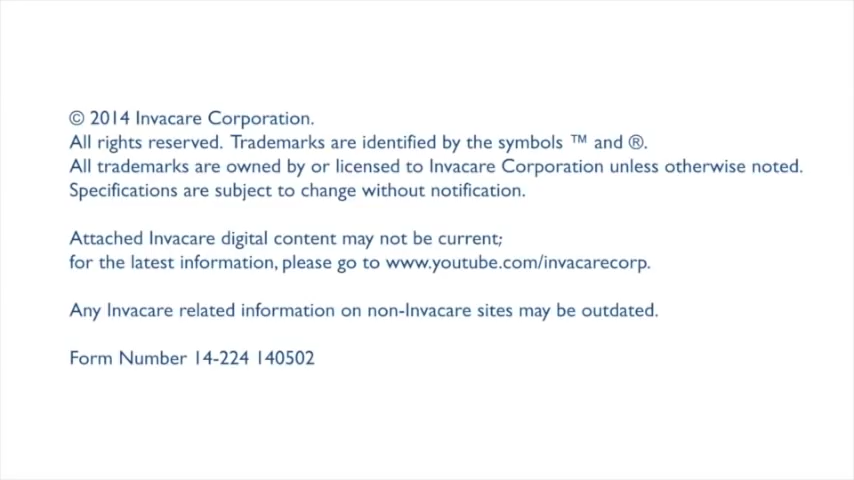 © 2014 Invacare Corporation.
All rights reserved. Trademarks are identified by the symbols ™ and ®.
All trademarks are owned by or licensed to Invacare Corporation unless otherwise noted.
Specifications are subject to change without notification.
Attached Invacare digital content may not be current;
for the latest information, please go to www.youtube.com/invacarecorp.
Any Invacare related information on non-Invacare sites may be outdated.
Form Number 14-224 140502